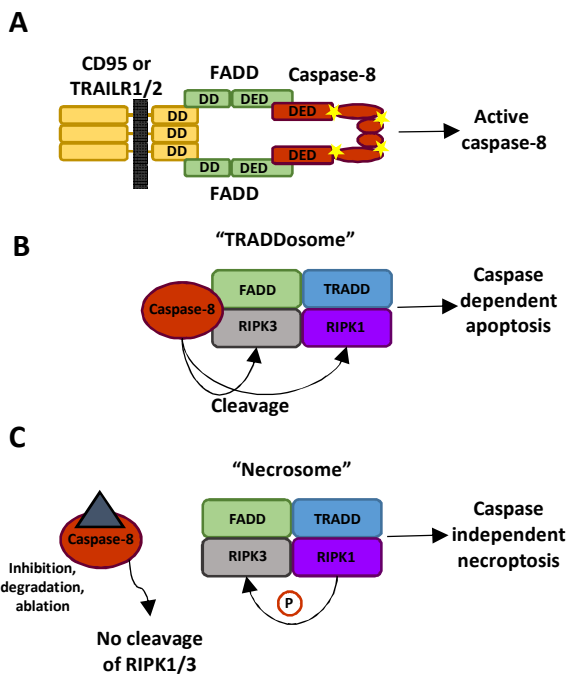 A
CD95 or
TRAILR1/2
FADD
Caspase-8
DD DED
DED
DD
DD
DD
DED
DD DED
FADD
Active
caspase-8
B
“TRADDosome”
Caspase-8
FADD
TRADD
RIPK3
RIPK1
Cleavage
Caspase
dependent
apoptosis
C
“Necrosome”
Caspase-8
Inhibition,
degradation,
ablation
No cleavage
of RIPK1/3
FADD
TRADD
RIPK3
RIPK1
P
Caspase
independent
necroptosis